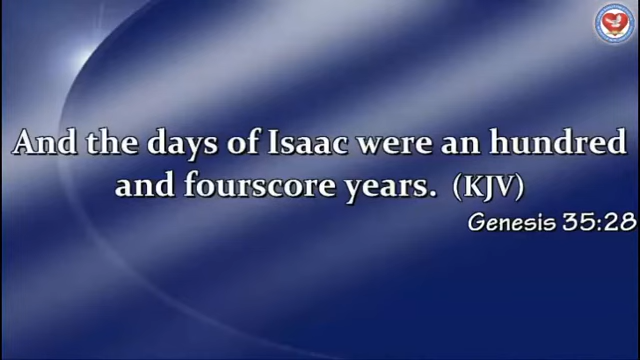 And the days of Isaac were an hundred
and fourscore years. (KJV)
Genesis 35:28